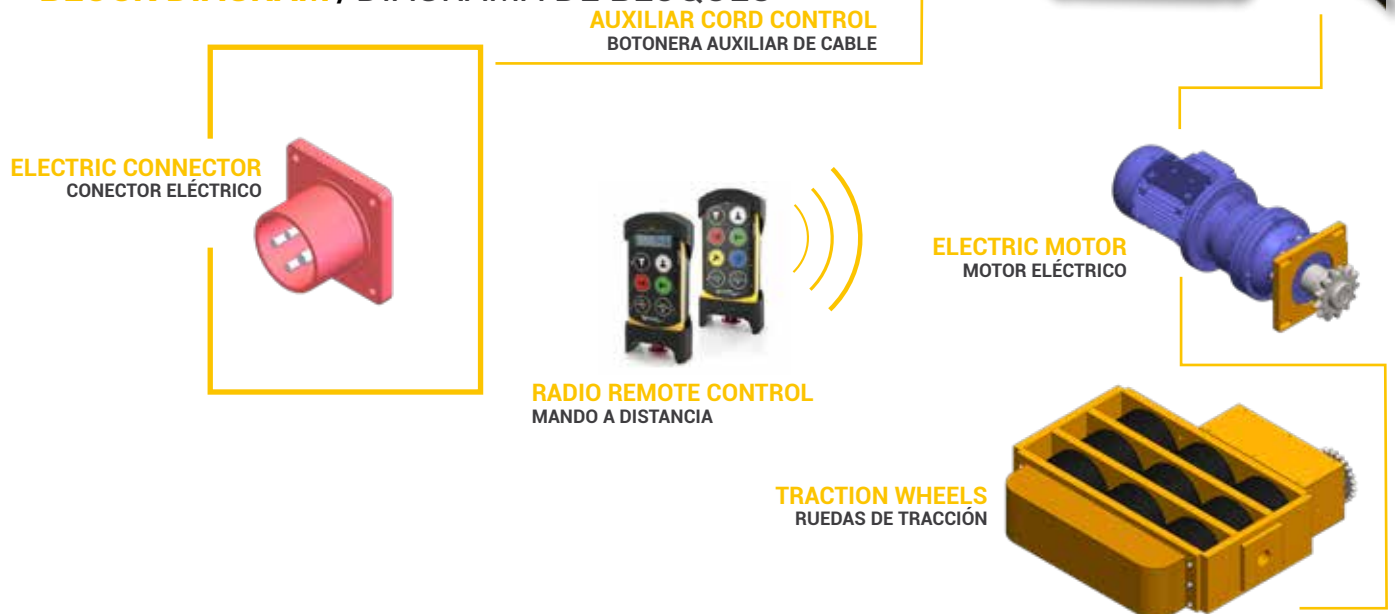 AUXILIAR CORD CONTROL
BOTONERA AUXILIAR DE CABLE
ELECTRIC CONNECTOR
CONECTOR ELÉCTRICO
ELECTRIC MOTOR
MOTOR ELÉCTRICO
RADIO REMOTE CONTROL
MANDO A DISTANCIA
TRACTION WHEELS
RUEDAS DE TRACCIÓN